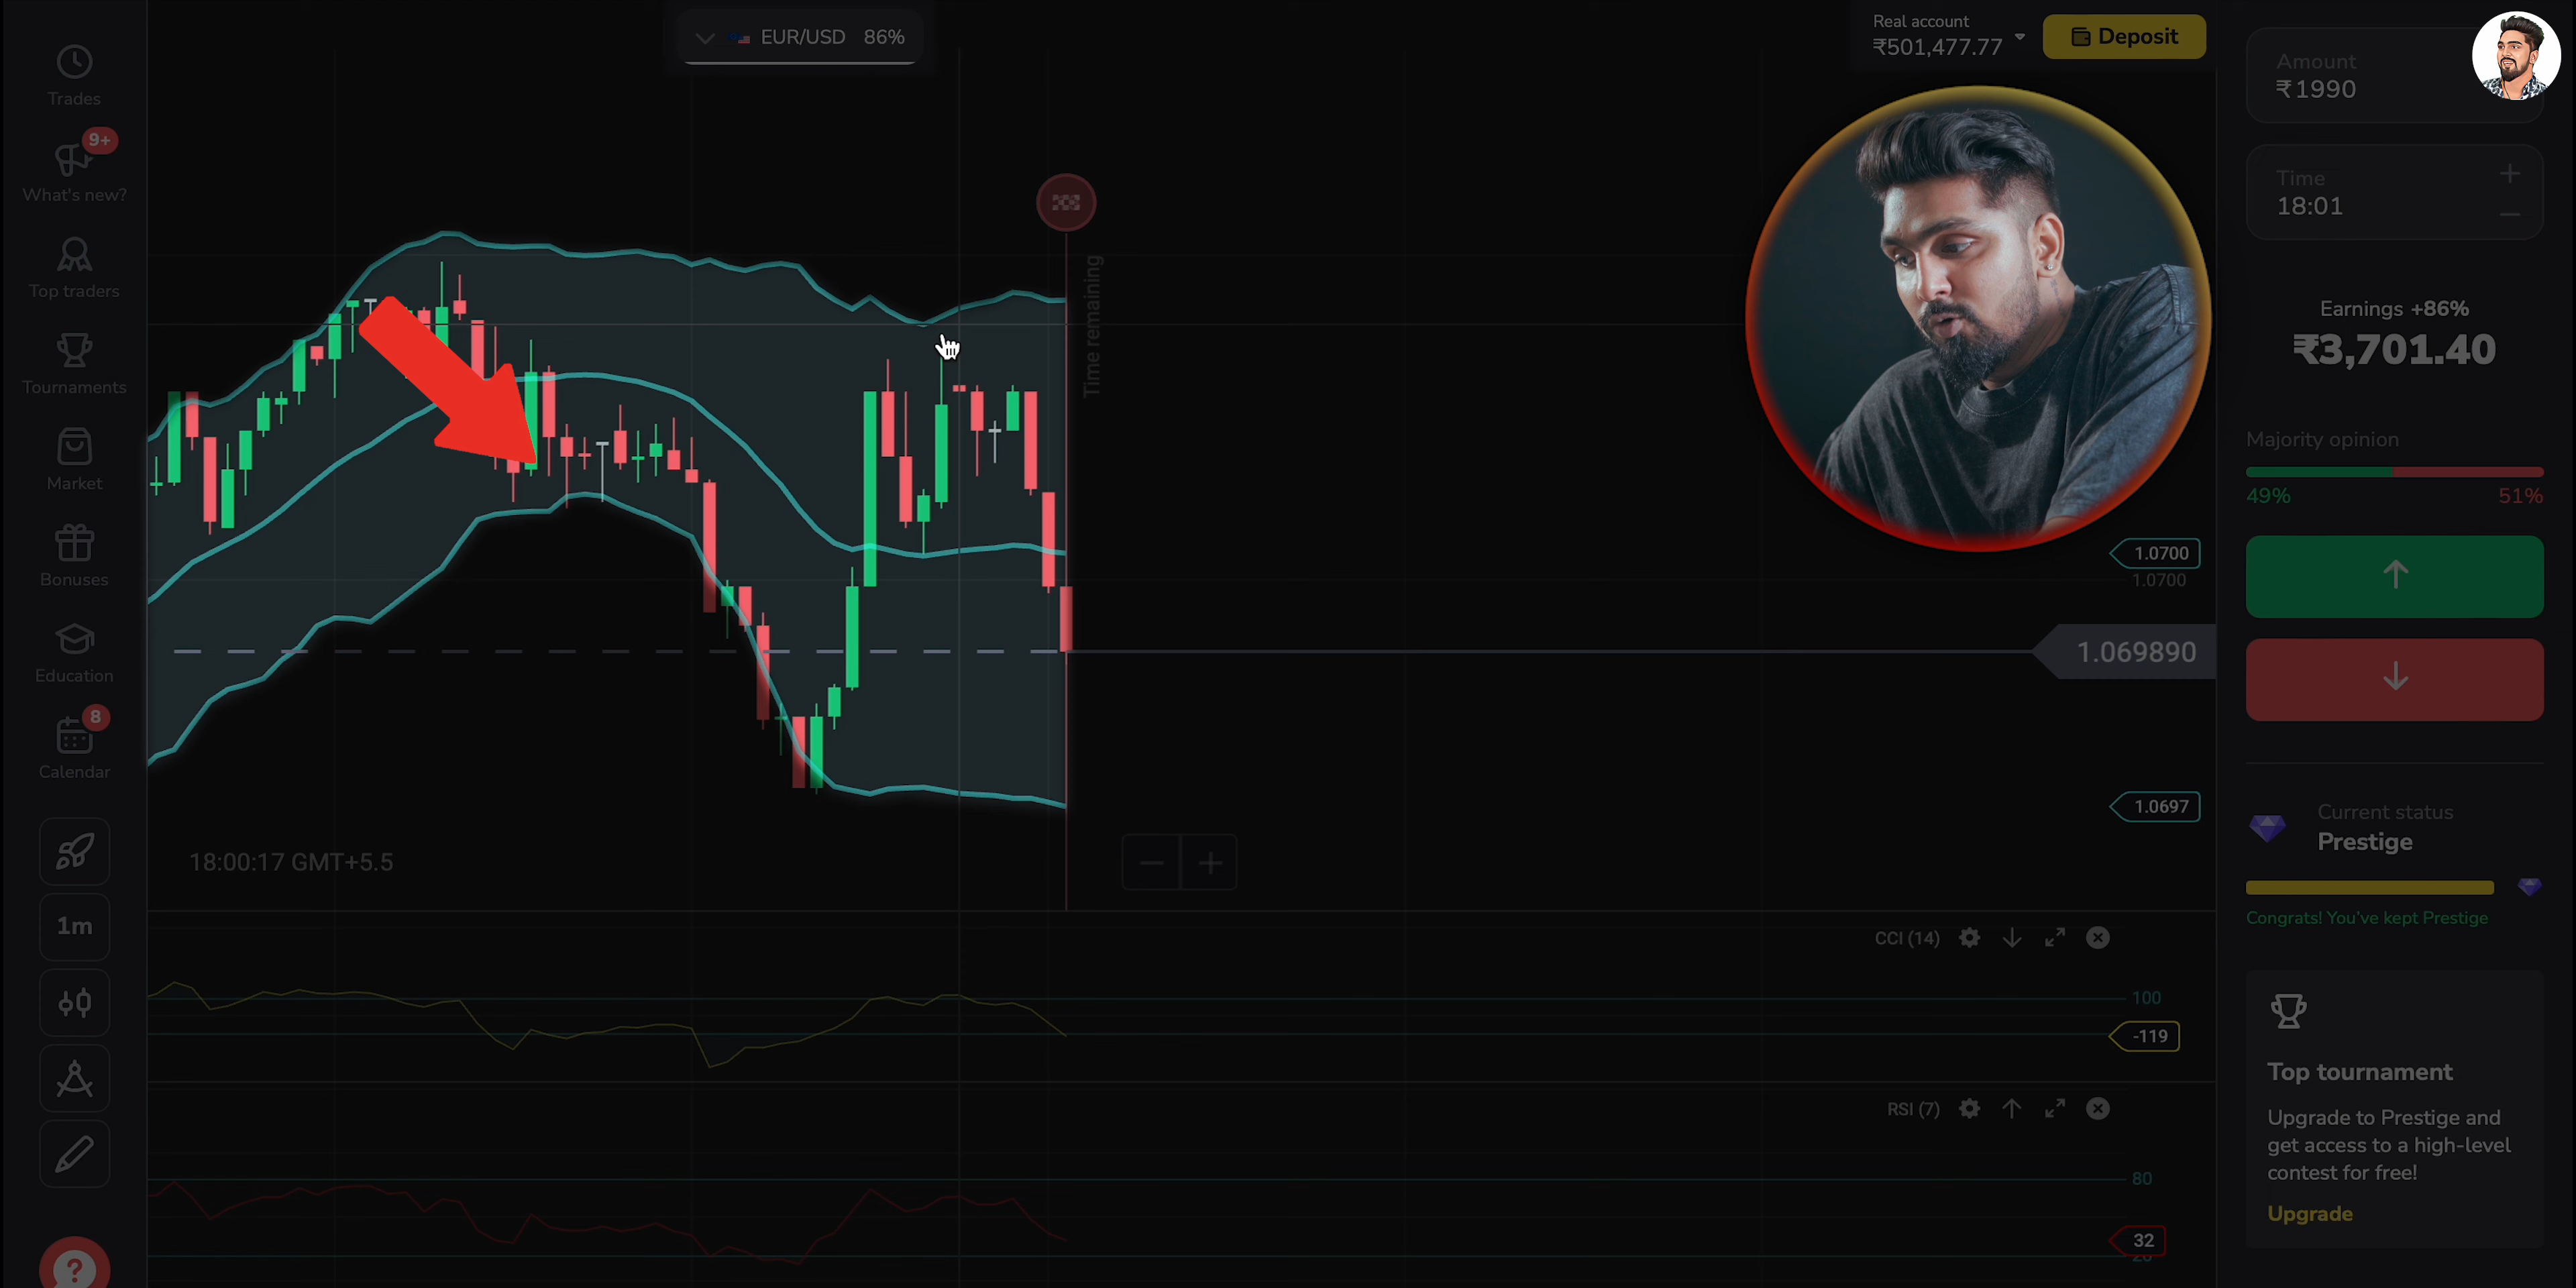 EUR/USD 86%
Real account
₹501,477.77
Deposit
Amount
₹1990
Time
18:01
Earnings +86%
₹3,701.40
Majority opinion
49% 51%
Current status
Prestige
Congrats! You've kept Prestige
Top tournament
Upgrade to Prestige and
get access to a high-level
contest for free!
Upgrade
Trades
9+
What's new?
Top traders
Tournaments
Market
Bonuses
Education
8
Calendar
1m
?
Time remaining
1.0700
1.0700
1.069890
1.0697
18:00:17 GMT+5.5
CCI (14)
100
-119
RSI (7)
80
32
20